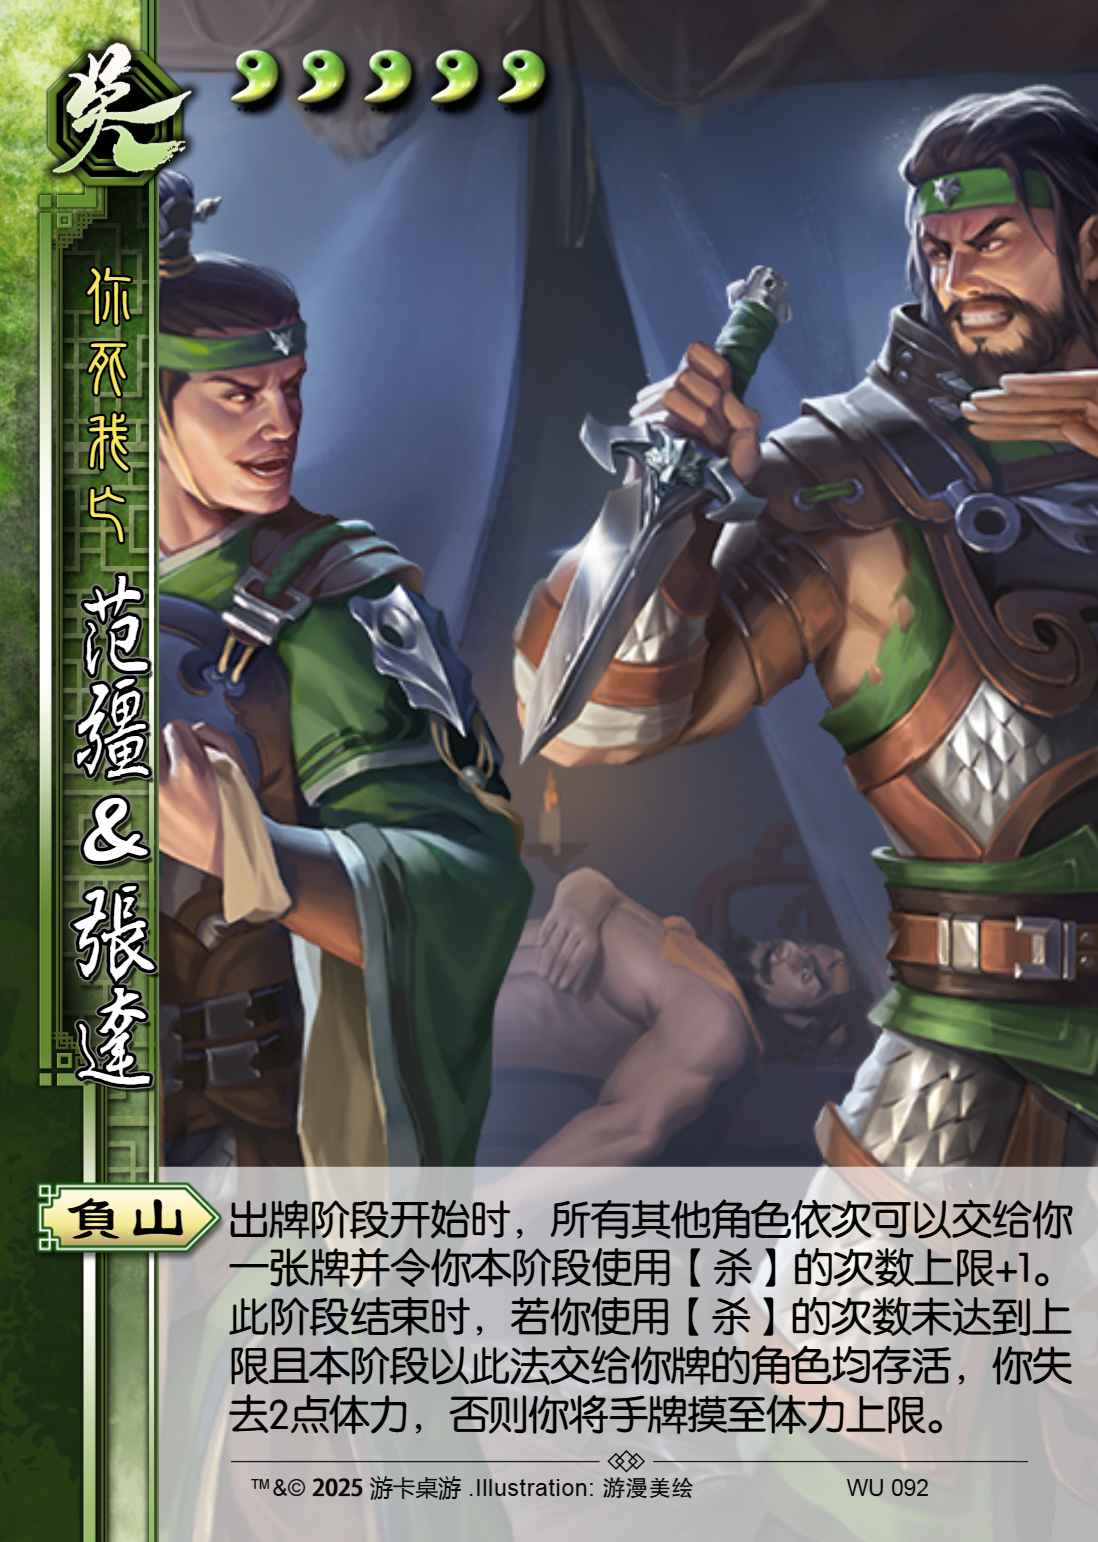 吴
你死我亡
范彊&張達
負山
出牌阶段开始时，所有其他角色依次可以交给你
一张牌并令你本阶段使用【杀】的次数上限+1。
此阶段结束时，若你使用【杀】的次数未达到上
限且本阶段以此法交给你牌的角色均存活，你失
去2点体力，否则你将手牌摸至体力上限。
™&© 2025 游卡桌游 .Illustration: 游漫美绘
WU 092